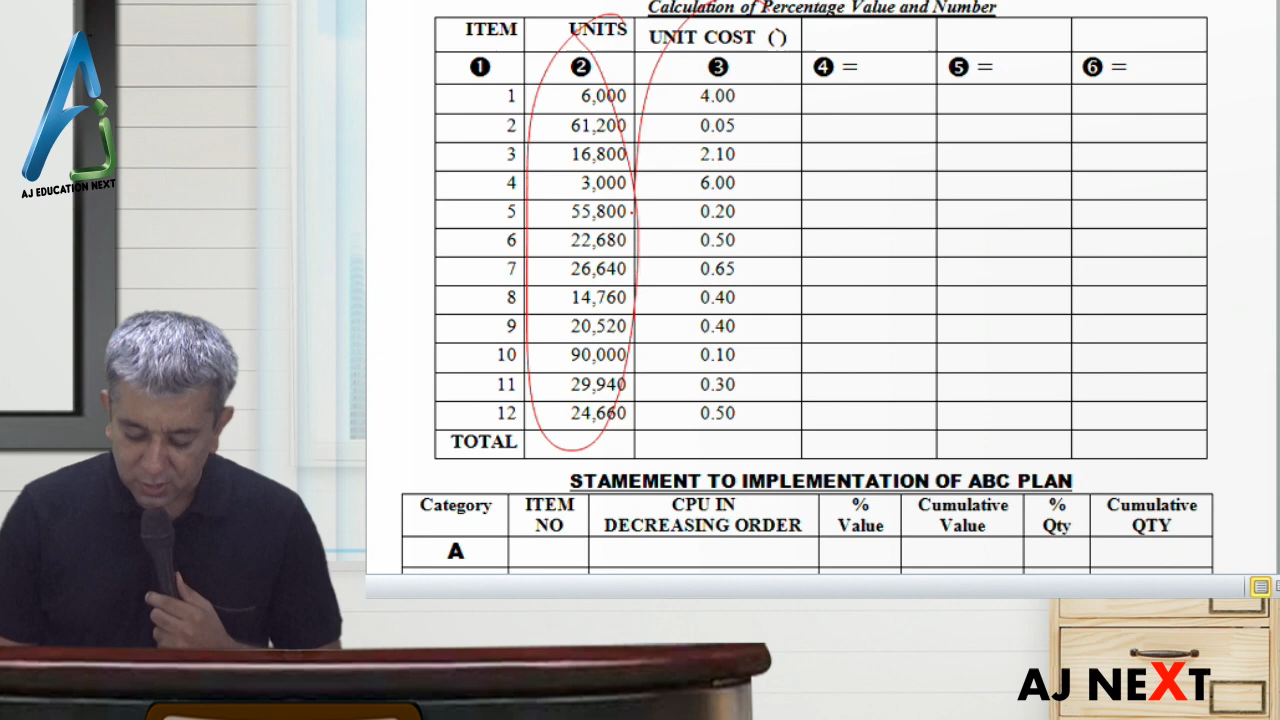 Calculation of Percentage Value and Number
ITEM UNITS UNIT COST (`)
❶ ❷ ❸ ❹ = ❺ = ❻ =
1 6,000 4.00
2 61,200 0.05
3 16,800 2.10
4 3,000 6.00
5 55,800 0.20
6 22,680 0.50
7 26,640 0.65
8 14,760 0.40
9 20,520 0.40
10 90,000 0.10
11 29,940 0.30
12 24,660 0.50
TOTAL
STAMEMENT TO IMPLEMENTATION OF ABC PLAN
Category ITEM NO CPU IN DECREASING ORDER % Value Cumulative Value % Qty Cumulative QTY
A
AJ EDUCATION NEXT
AJ NEXT